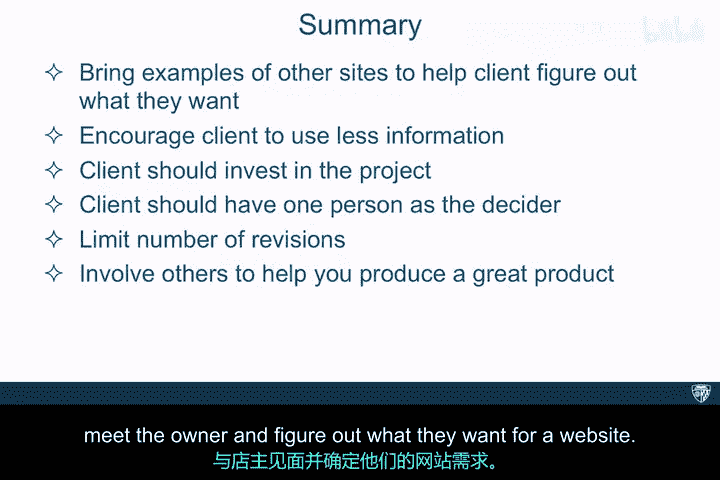 Summary
✧ Bring examples of other sites to help client figure out
what they want
✧ Encourage client to use less information
✧ Client should invest in the project
✧ Client should have one person as the decider
✧ Limit number of revisions
✧ Involve others to help you produce a great product
meet the owner and figure out what they want for a website.
与店主见面并确定他们的网站需求。